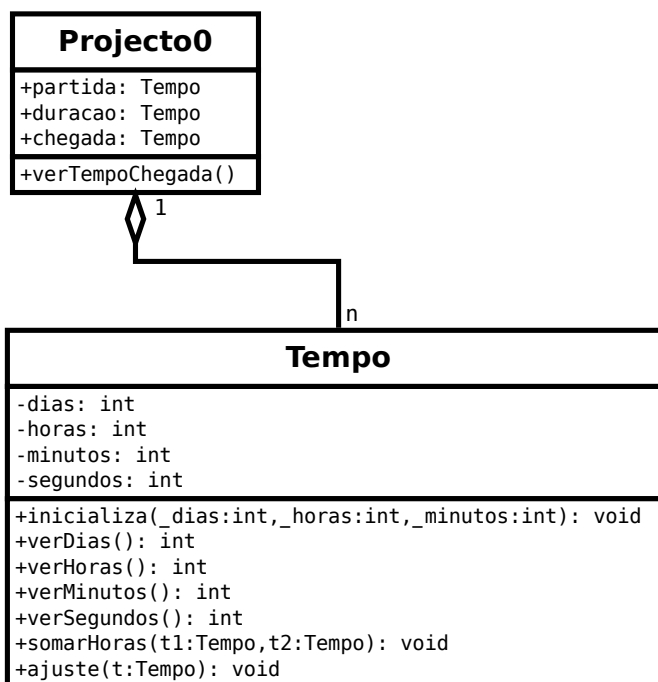 Projecto0
+partida: Tempo
+duracao: Tempo
+chegada: Tempo
+verTempoChegada()
1
n
Tempo
-dias: int
-horas: int
-minutos: int
-segundos: int
+inicializa(_dias:int,_horas:int,_minutos:int): void
+verDias(): int
+verHoras(): int
+verMinutos(): int
+verSegundos(): int
+somarHoras(t1:Tempo,t2:Tempo): void
+ajuste(t:Tempo): void